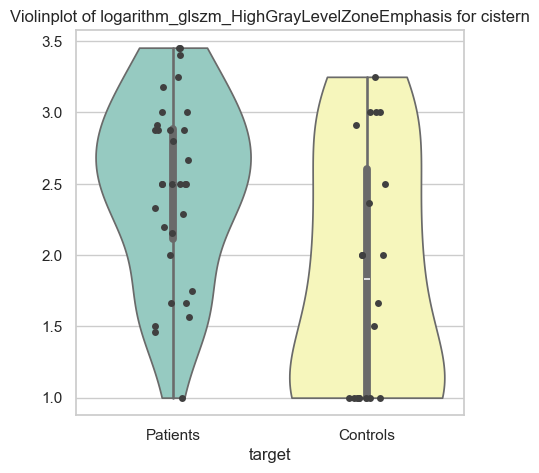 Violinplot of logarithm_glszm_HighGrayLevelZoneEmphasis for cistern
3.5
3.0
2.5
2.0
1.5
1.0
Patients
Controls
target